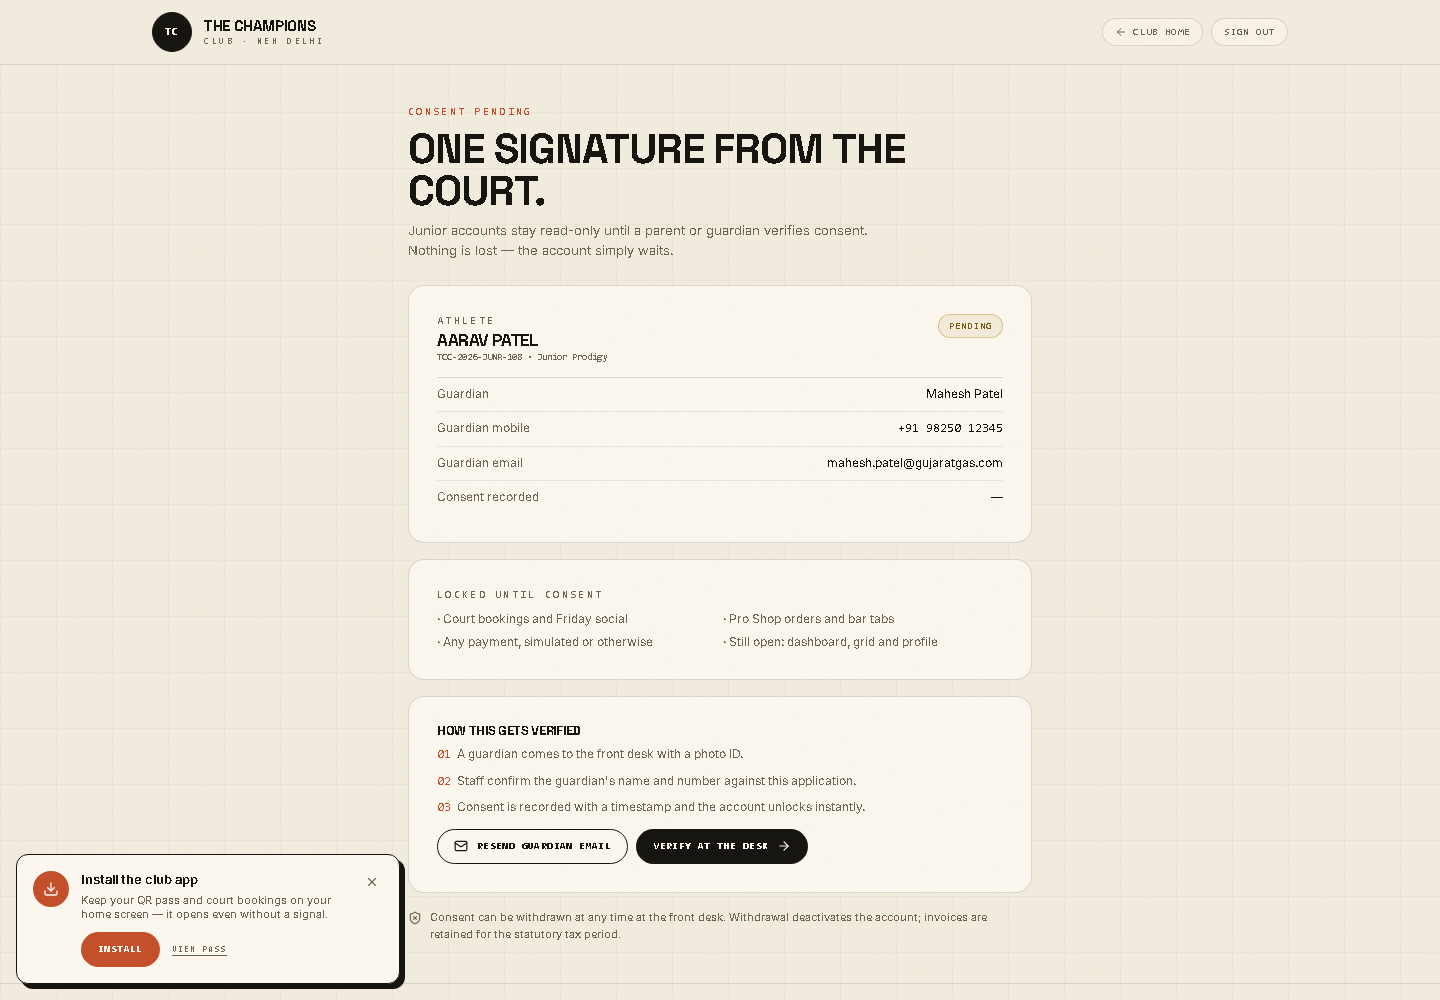 TC
THE CHAMPIONS
CLUB · NEW DELHI
CLUB HOME
SIGN OUT
CONSENT PENDING
ONE SIGNATURE FROM THE
COURT.
Junior accounts stay read-only until a parent or guardian verifies consent.
Nothing is lost — the account simply waits.
ATHLETE
PENDING
AARAV PATEL
TCC-2026-JUNR-108 • Junior Prodigy
Guardian Mahesh Patel
Guardian mobile +91 98250 12345
Guardian email mahesh.patel@gujaratgas.com
Consent recorded —
LOCKED UNTIL CONSENT
· Court bookings and Friday social · Pro Shop orders and bar tabs
· Any payment, simulated or otherwise · Still open: dashboard, grid and profile
HOW THIS GETS VERIFIED
01 A guardian comes to the front desk with a photo ID.
02 Staff confirm the guardian's name and number against this application.
03 Consent is recorded with a timestamp and the account unlocks instantly.
RESEND GUARDIAN EMAIL VERIFY AT THE DESK
Consent can be withdrawn at any time at the front desk. Withdrawal deactivates the account; invoices are
retained for the statutory tax period.
Install the club app
Keep your QR pass and court bookings on your
home screen — it opens even without a signal.
INSTALL VIEW PASS